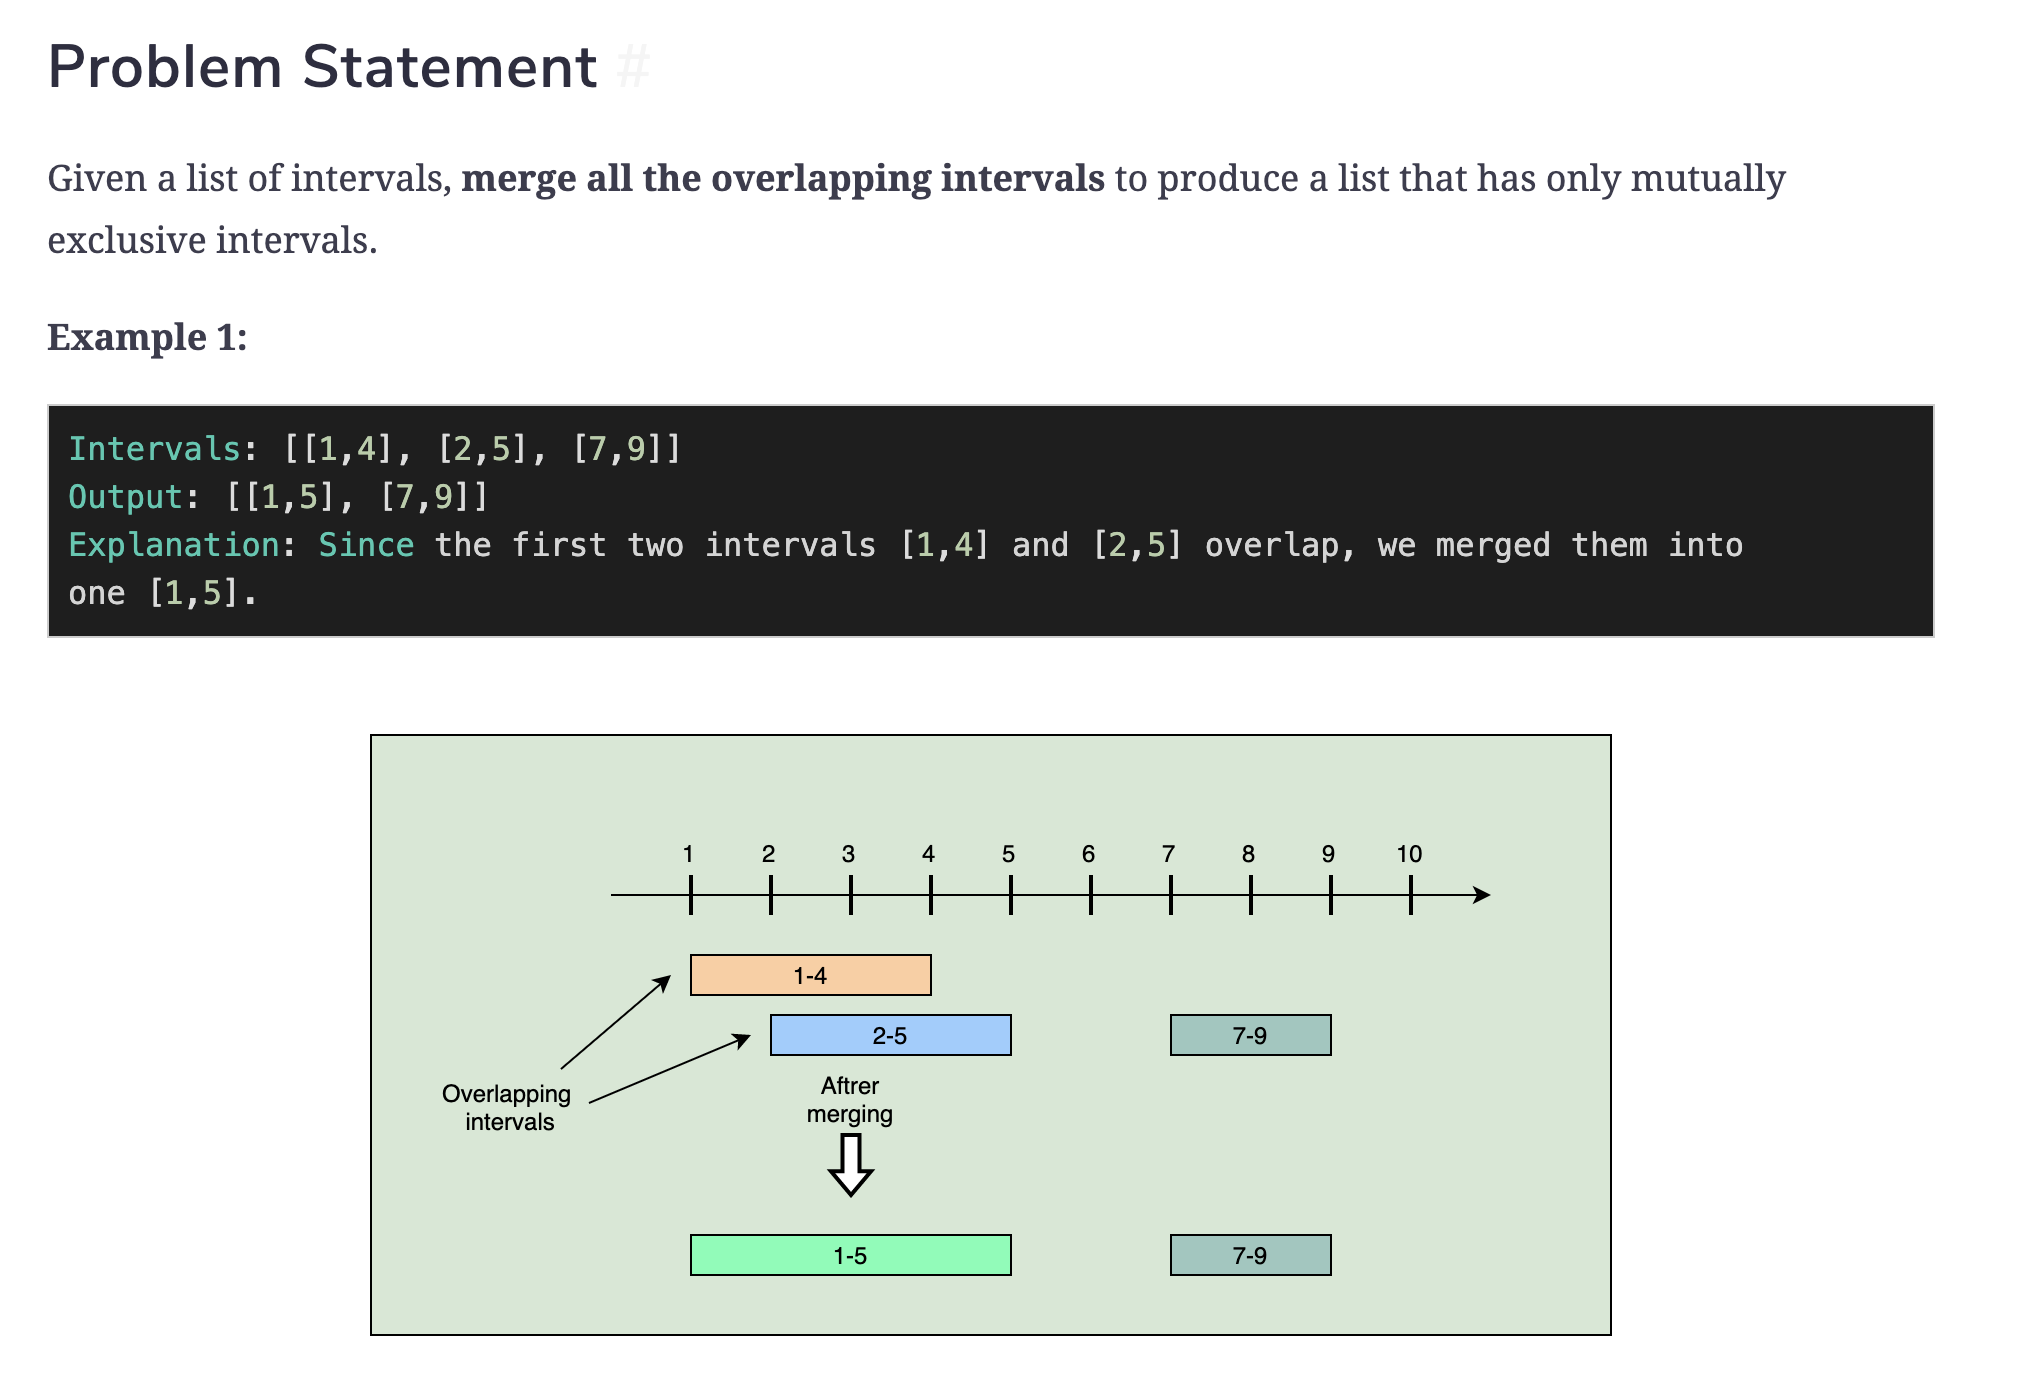 Problem Statement #
Given a list of intervals, merge all the overlapping intervals to produce a list that has only mutually
exclusive intervals.
Example 1:
Intervals: [[1,4], [2,5], [7,9]]
Output: [[1,5], [7,9]]
Explanation: Since the first two intervals [1,4] and [2,5] overlap, we merged them into
one [1,5].
1 2 3 4 5 6 7 8 9 10
1-4
2-5 7-9
Overlapping
intervals
Aftrer
merging
1-5 7-9